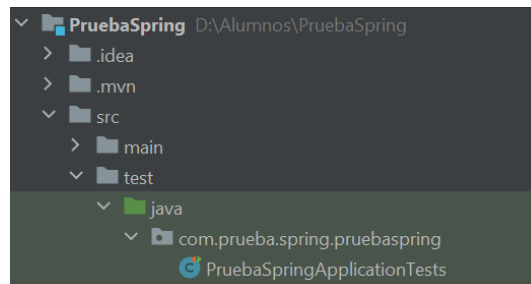 PruebaSpring D:\Alumnos\PruebaSpring
.idea
.mvn
src
main
test
java
com.prueba.spring.pruebaspring
PruebaSpringApplicationTests